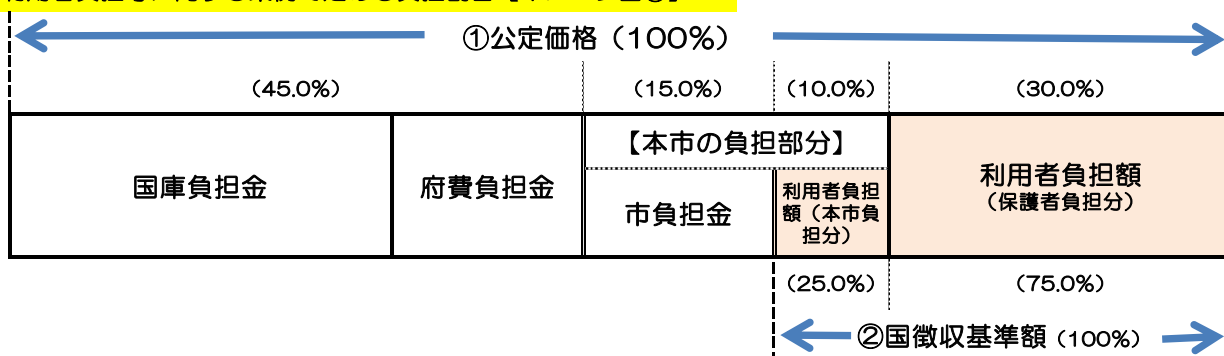 ①公定価格（100％）
（45.0％） （15.0％） （10.0％） （30.0％）
【本市の負担部分】
国庫負担金 府費負担金
市負担金
利用者負担
額（本市負
担分）
利用者負担額
（保護者負担分）
（25.0％） （75.0％）
②国徴収基準額（100％）